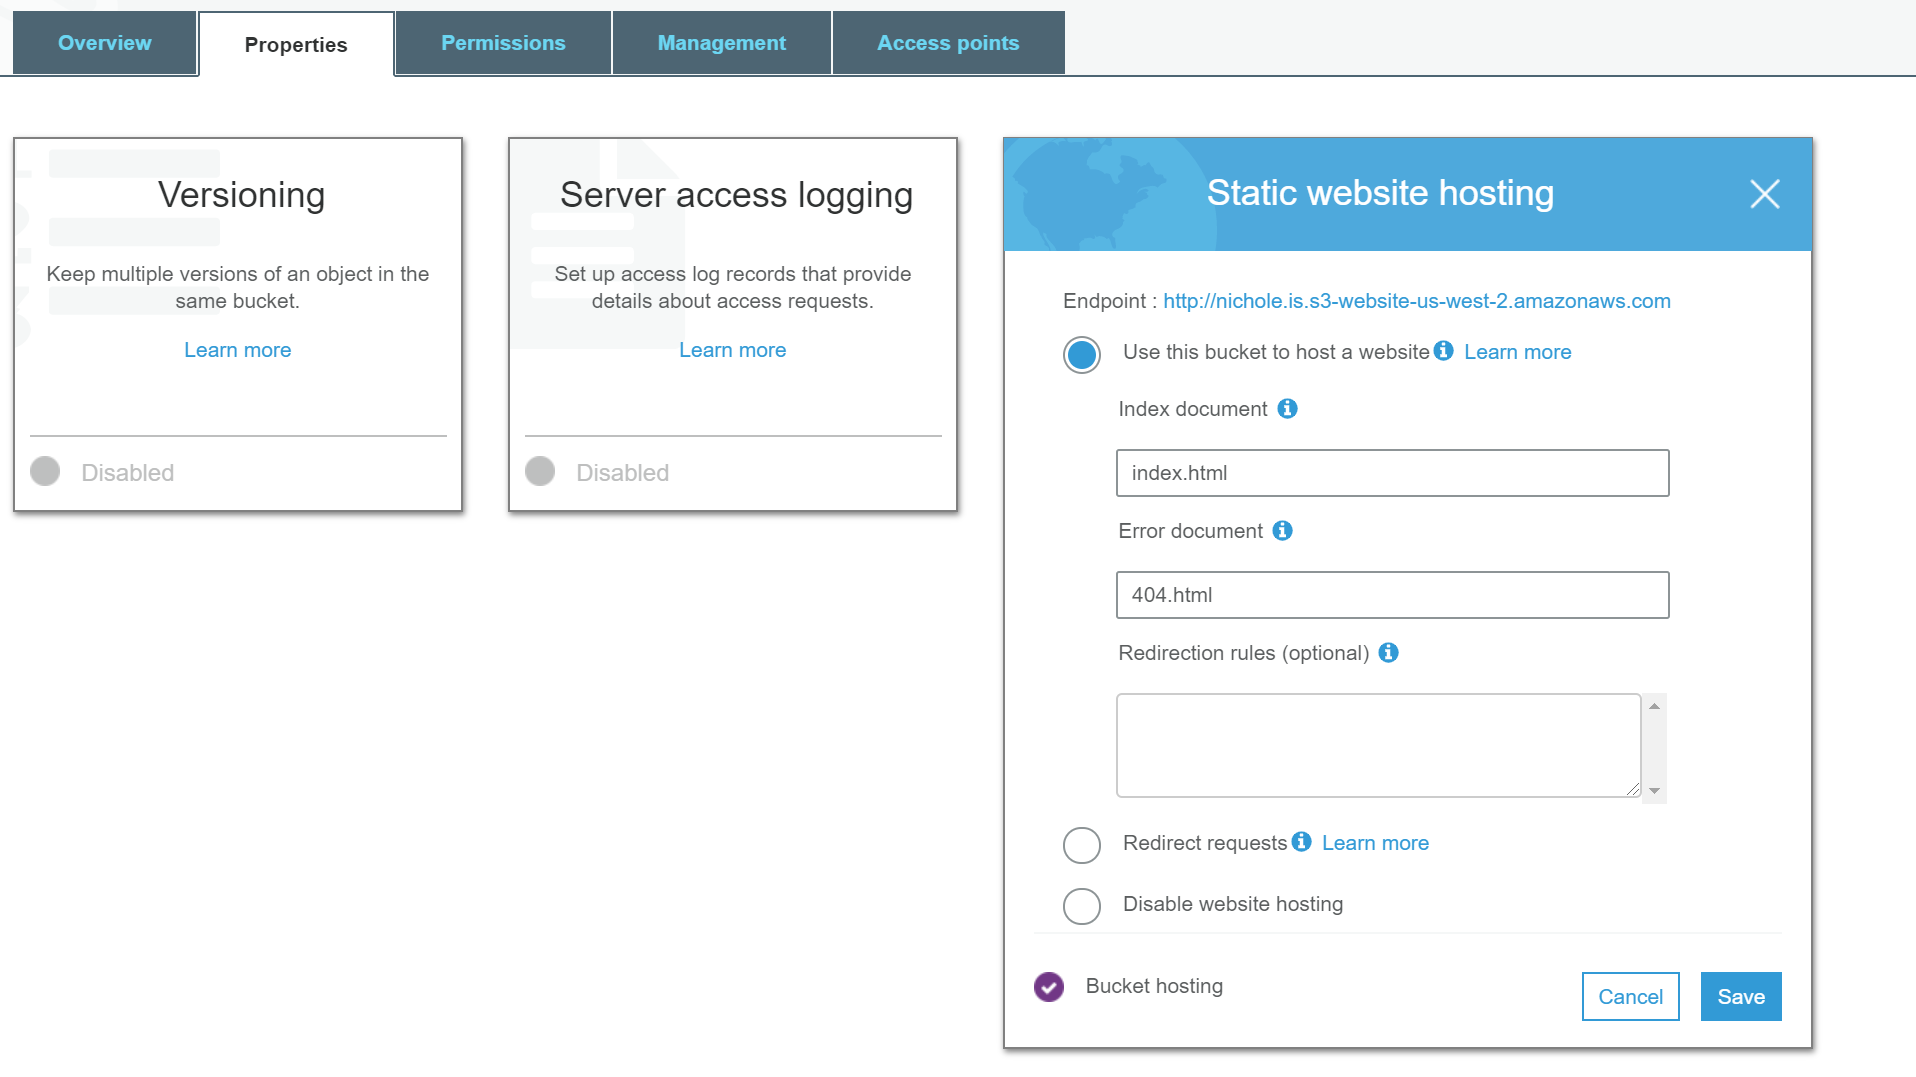 Overview
Properties
Permissions
Management
Access points
Versioning
Keep multiple versions of an object in the
same bucket.
Learn more
Disabled
Server access logging
Set up access log records that provide
details about access requests.
Learn more
Disabled
Static website hosting
Endpoint : http://nichole.is.s3-website-us-west-2.amazonaws.com
Use this bucket to host a website Learn more
Index document
index.html
Error document
404.html
Redirection rules (optional)
Redirect requests Learn more
Disable website hosting
Bucket hosting
Cancel
Save